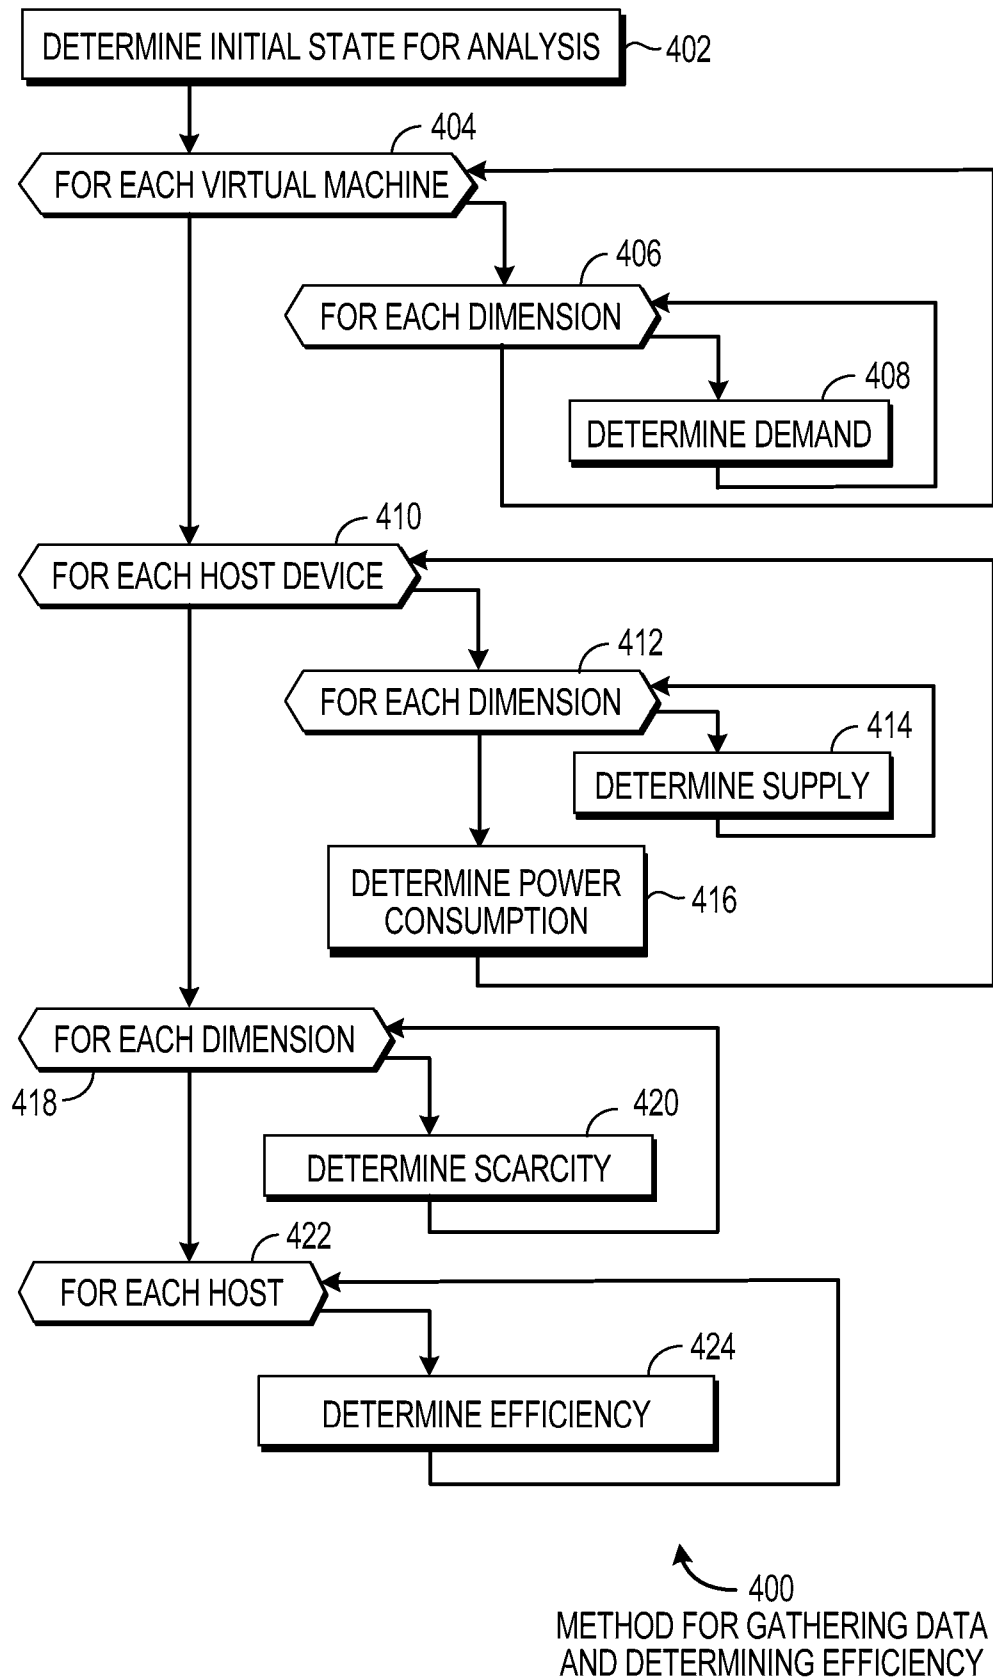 DETERMINE INITIAL STATE FOR ANALYSIS
402
404
FOR EACH VIRTUAL MACHINE
406
FOR EACH DIMENSION
408
DETERMINE DEMAND
410
FOR EACH HOST DEVICE
412
FOR EACH DIMENSION
414
DETERMINE SUPPLY
DETERMINE POWER
CONSUMPTION
416
FOR EACH DIMENSION
418
420
DETERMINE SCARCITY
422
FOR EACH HOST
424
DETERMINE EFFICIENCY
400
METHOD FOR GATHERING DATA
AND DETERMINING EFFICIENCY